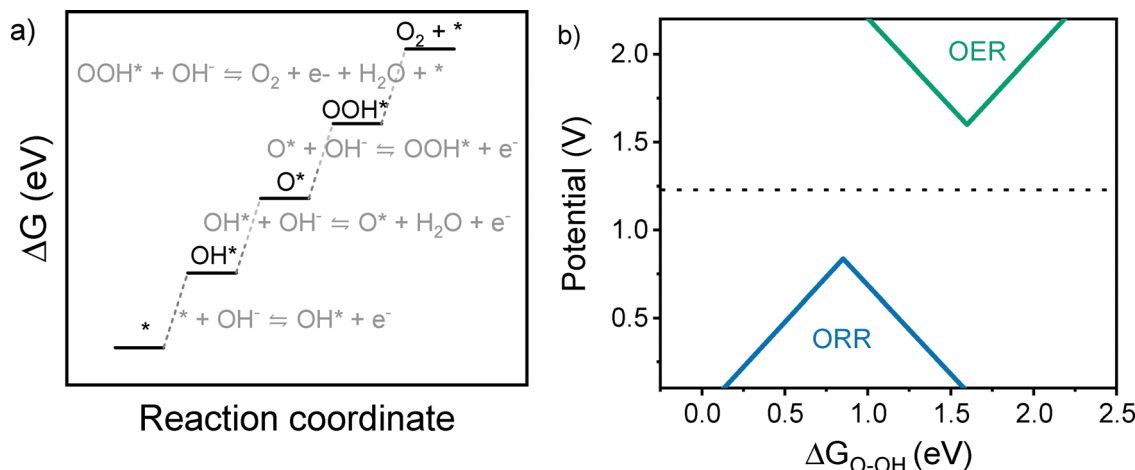 a)
O₂ + *
OOH* + OH⁻ ⇋ O₂ + e- + H₂O + *
OOH*
O* + OH⁻ ⇋ OOH* + e⁻
O*
OH* + OH⁻ ⇋ O* + H₂O + e⁻
OH*
* + OH⁻ ⇋ OH* + e⁻
*
ΔG (eV)
Reaction coordinate
b)
OER
ORR
Potential (V)
2.0
1.5
1.0
0.5
0.0 0.5 1.0 1.5 2.0 2.5
ΔG_O-OH (eV)